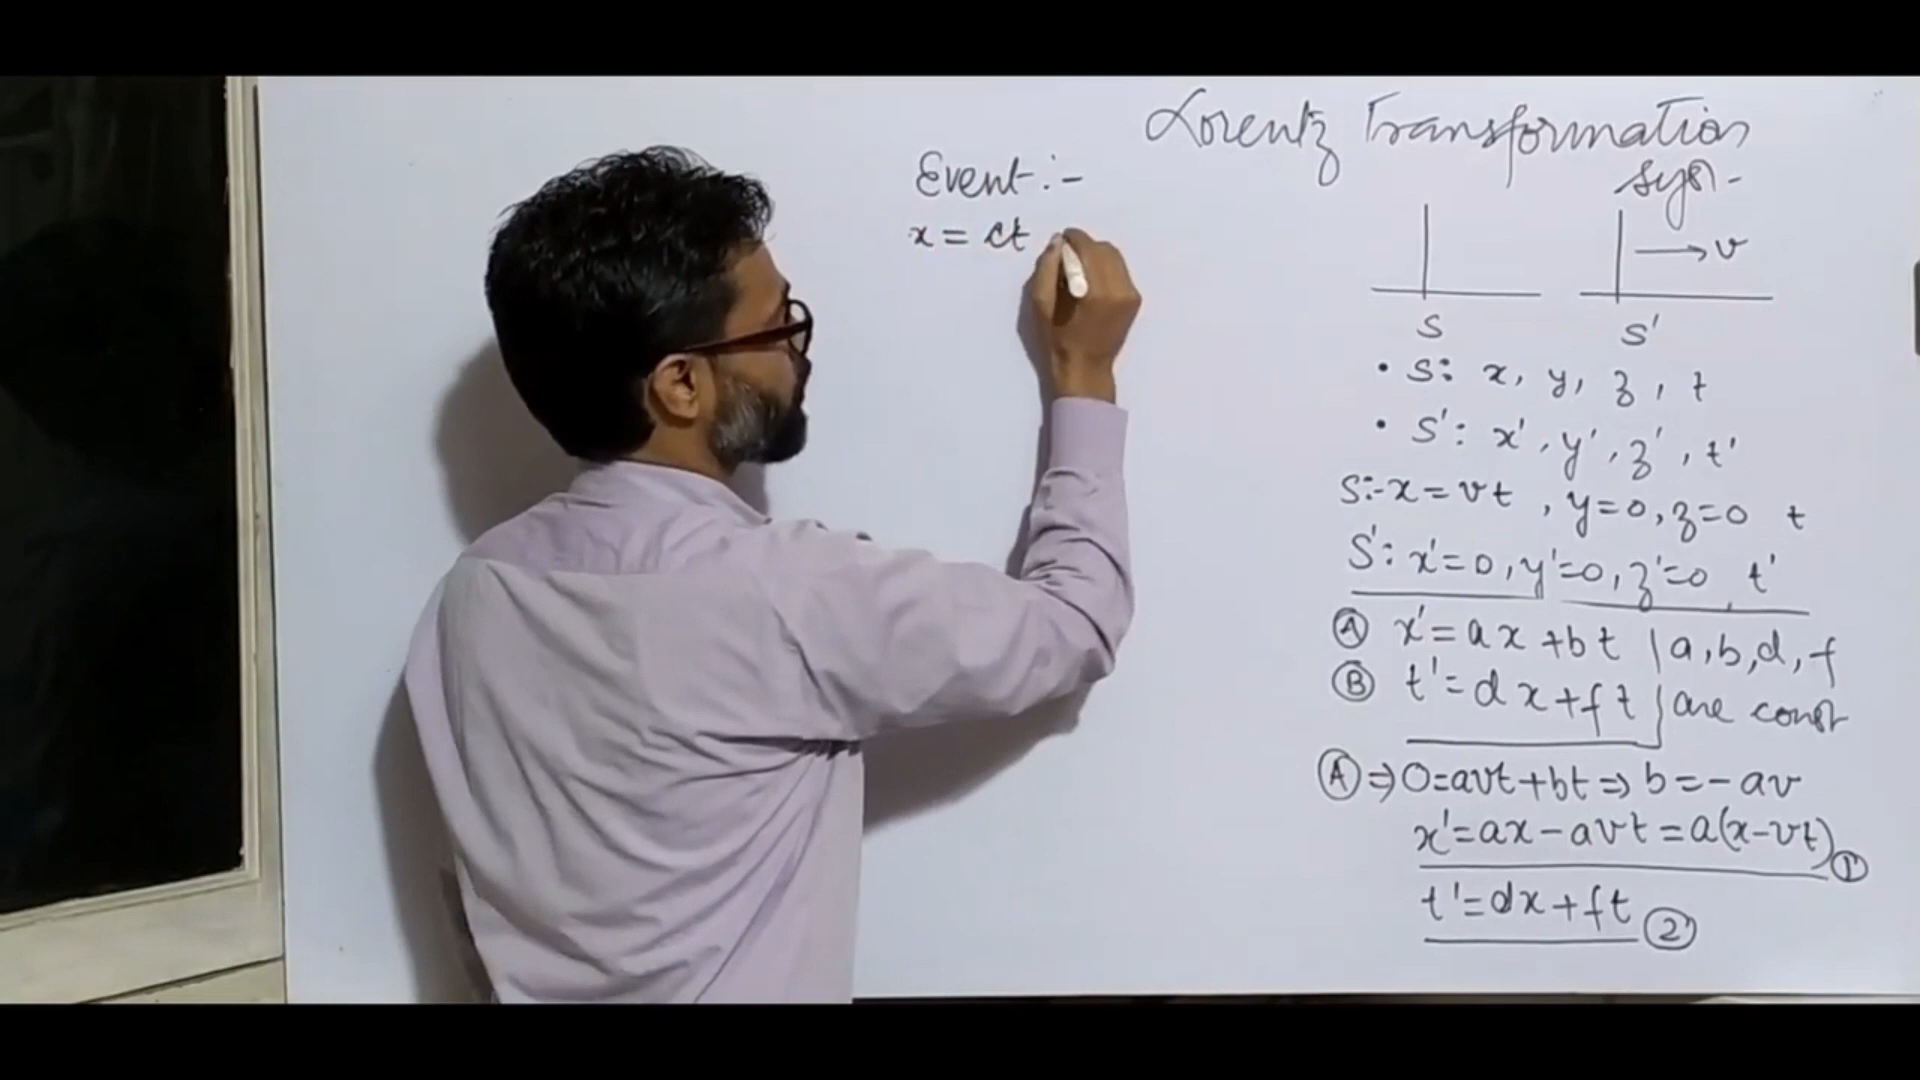 Lorentz Transformation
Sysn-
Event:-
x = ct
→ v
S S'
• S: x, y, z, t
• S': x', y', z', t'
S:- x = vt, y=0, z=0 t
S': x'=0, y'=0, z'=0, t'
Ⓐ x' = ax + bt | a, b, d, f
Ⓑ t' = dx + ft | are const
Ⓐ ⇒ 0=avt+bt ⇒ b = -av
x' = ax - avt = a(x-vt) ①
t' = dx + ft ②